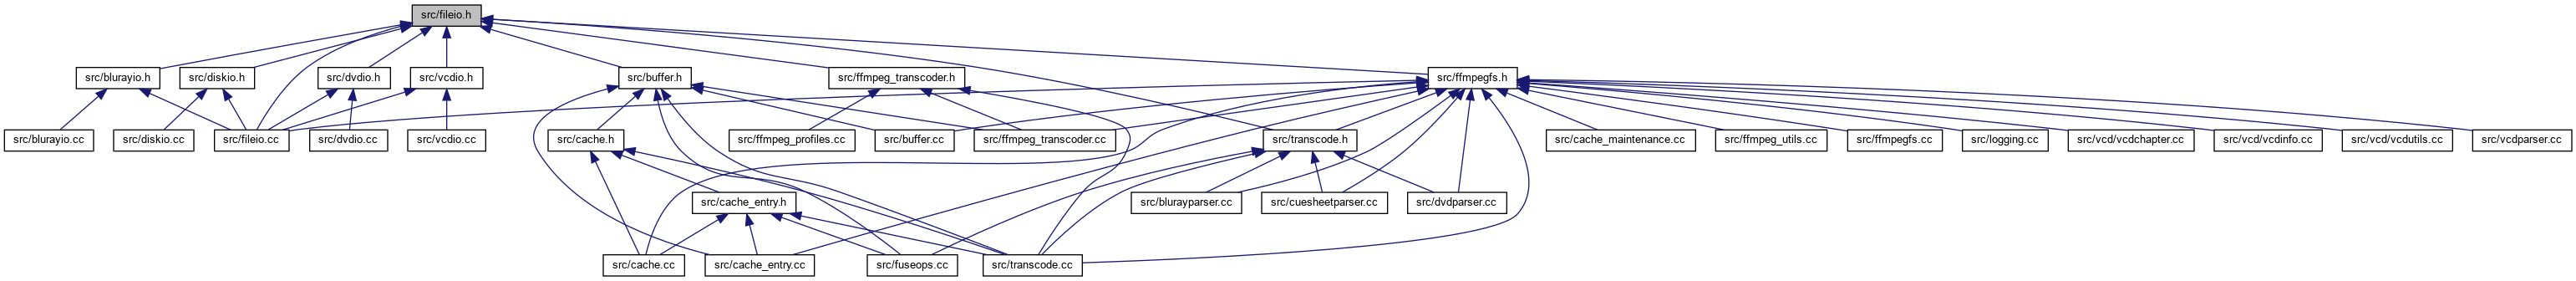 src/fileio.h
src/blurayio.h
src/diskio.h
src/dvdio.h
src/vcdio.h
src/buffer.h
src/ffmpeg_transcoder.h
src/ffmpegfs.h
src/blurayio.cc
src/diskio.cc
src/fileio.cc
src/dvdio.cc
src/vcdio.cc
src/cache.h
src/ffmpeg_profiles.cc
src/buffer.cc
src/ffmpeg_transcoder.cc
src/transcode.h
src/cache_maintenance.cc
src/ffmpeg_utils.cc
src/ffmpegfs.cc
src/logging.cc
src/vcd/vcdchapter.cc
src/vcd/vcdinfo.cc
src/vcd/vcdutils.cc
src/vcdparser.cc
src/cache_entry.h
src/blurayparser.cc
src/cuesheetparser.cc
src/dvdparser.cc
src/cache.cc
src/cache_entry.cc
src/fuseops.cc
src/transcode.cc